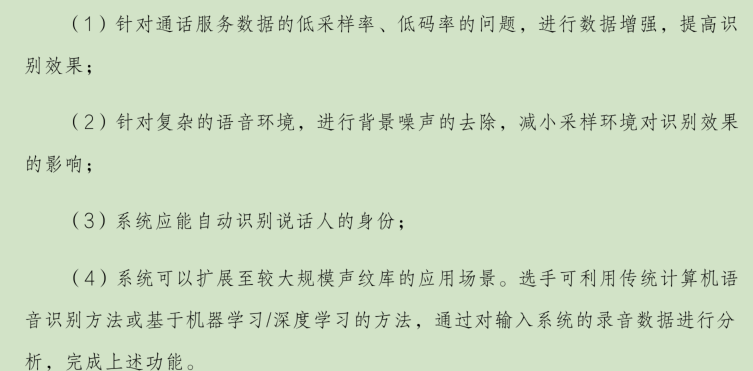 （1）针对通话服务数据的低采样率、低码率的问题，进行数据增强，提高识
别效果；
（2）针对复杂的语音环境，进行背景噪声的去除，减小采样环境对识别效果
的影响；
（3）系统应能自动识别说话人的身份；
（4）系统可以扩展至较大规模声纹库的应用场景。选手可利用传统计算机语
音识别方法或基于机器学习/深度学习的方法，通过对输入系统的录音数据进行分
析，完成上述功能。